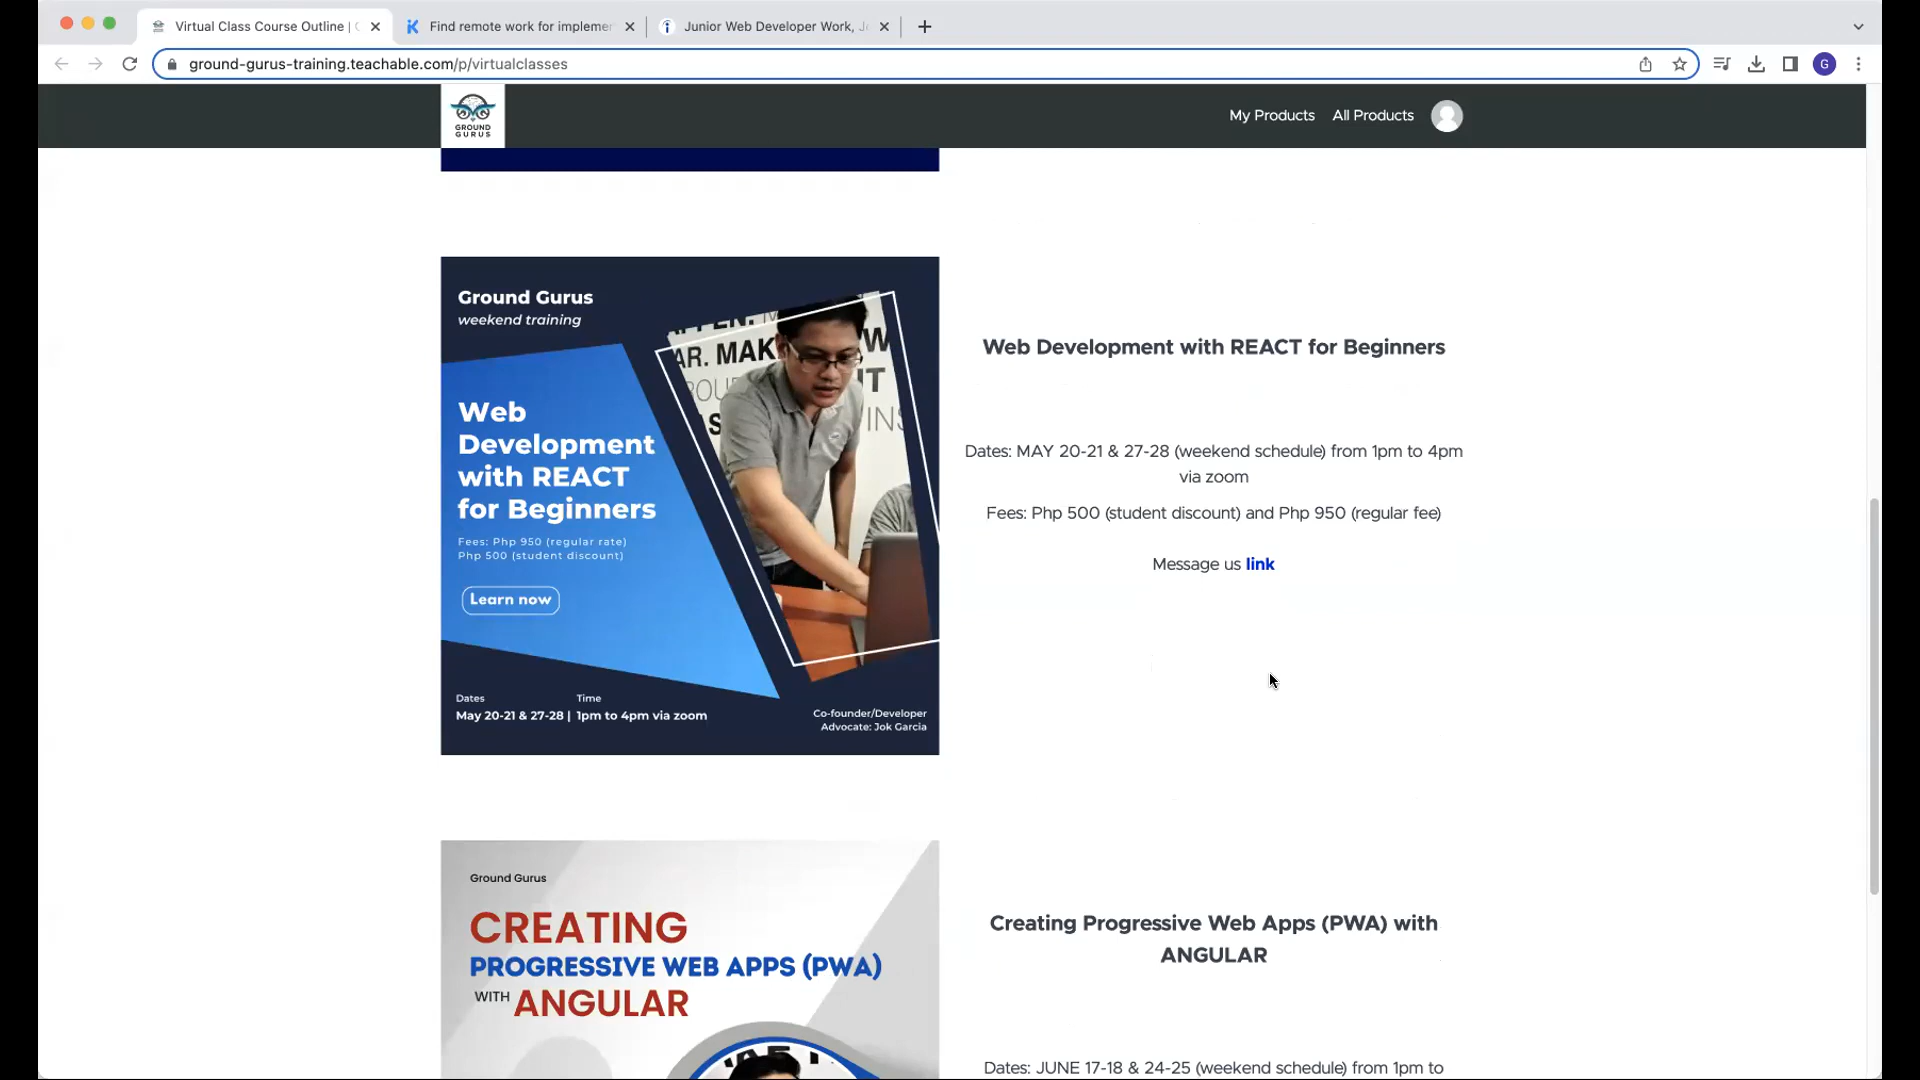 Virtual Class Course Outline |
Find remote work for implemen
Junior Web Developer Work, J
ground-gurus-training.teachable.com/p/virtualclasses
G
GROUND
GURUS
My Products
All Products
Ground Gurus
weekend training
AR. MAK
Web
Development
with REACT
for Beginners
Fees: Php 950 (regular rate)
Php 500 (student discount)
Learn now
Dates
Time
May 20-21 & 27-28 | 1pm to 4pm via zoom
Co-founder/Developer
Advocate: Jok Garcia
Web Development with REACT for Beginners
Dates: MAY 20-21 & 27-28 (weekend schedule) from 1pm to 4pm
via zoom
Fees: Php 500 (student discount) and Php 950 (regular fee)
Message us link
Ground Gurus
CREATING
PROGRESSIVE WEB APPS (PWA)
WITH ANGULAR
Creating Progressive Web Apps (PWA) with
ANGULAR
Dates: JUNE 17-18 & 24-25 (weekend schedule) from 1pm to